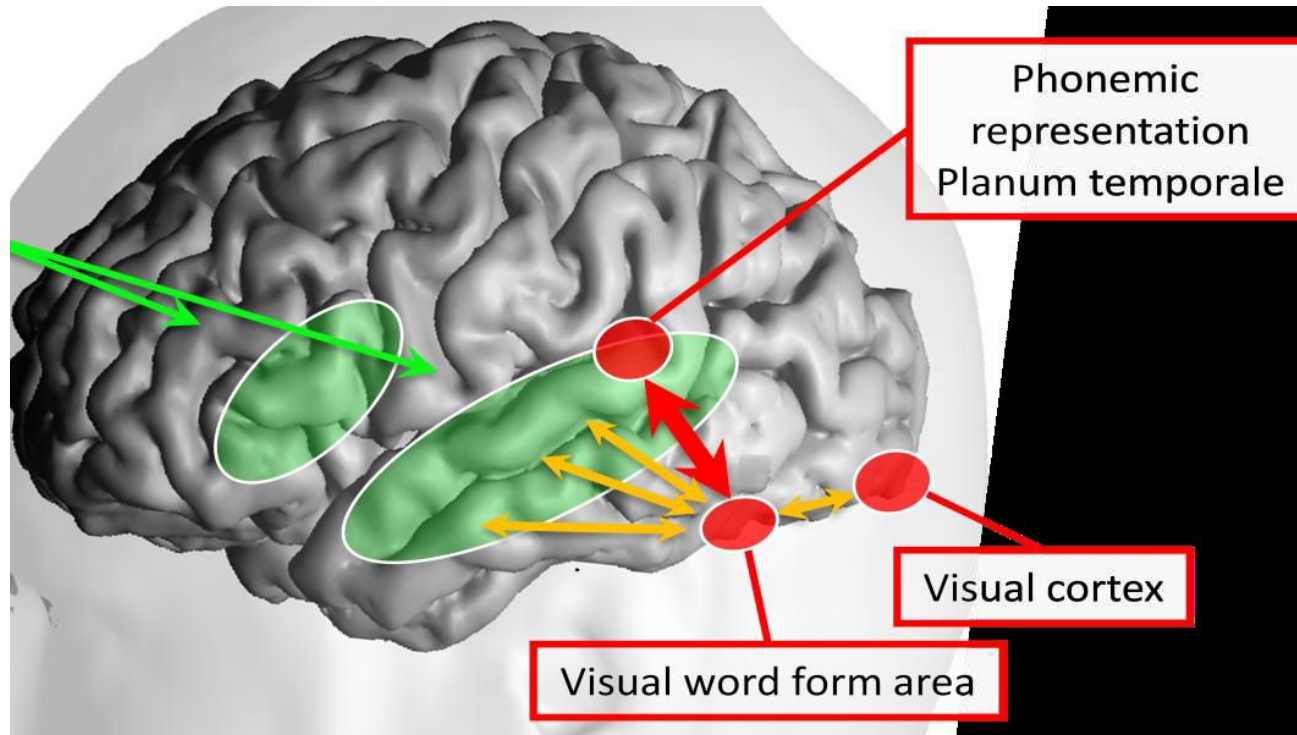 Phonemic
representation
Planum temporale
Visual cortex
Visual word form area